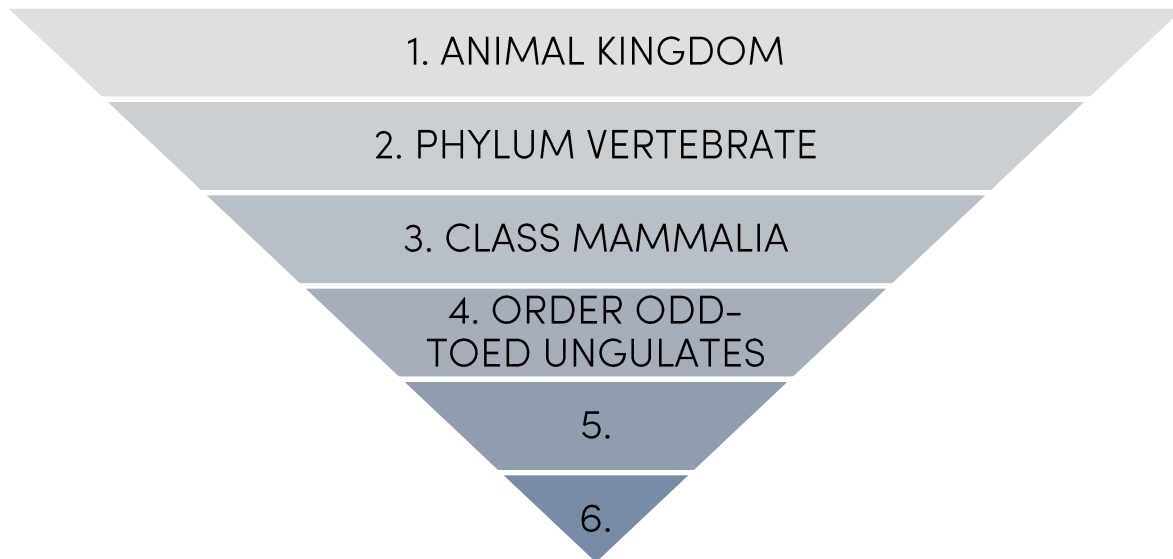 1. ANIMAL KINGDOM
2. PHYLUM VERTEBRATE
3. CLASS MAMMALIA
4. ORDER ODD-
TOED UNGULATES
5.
6.